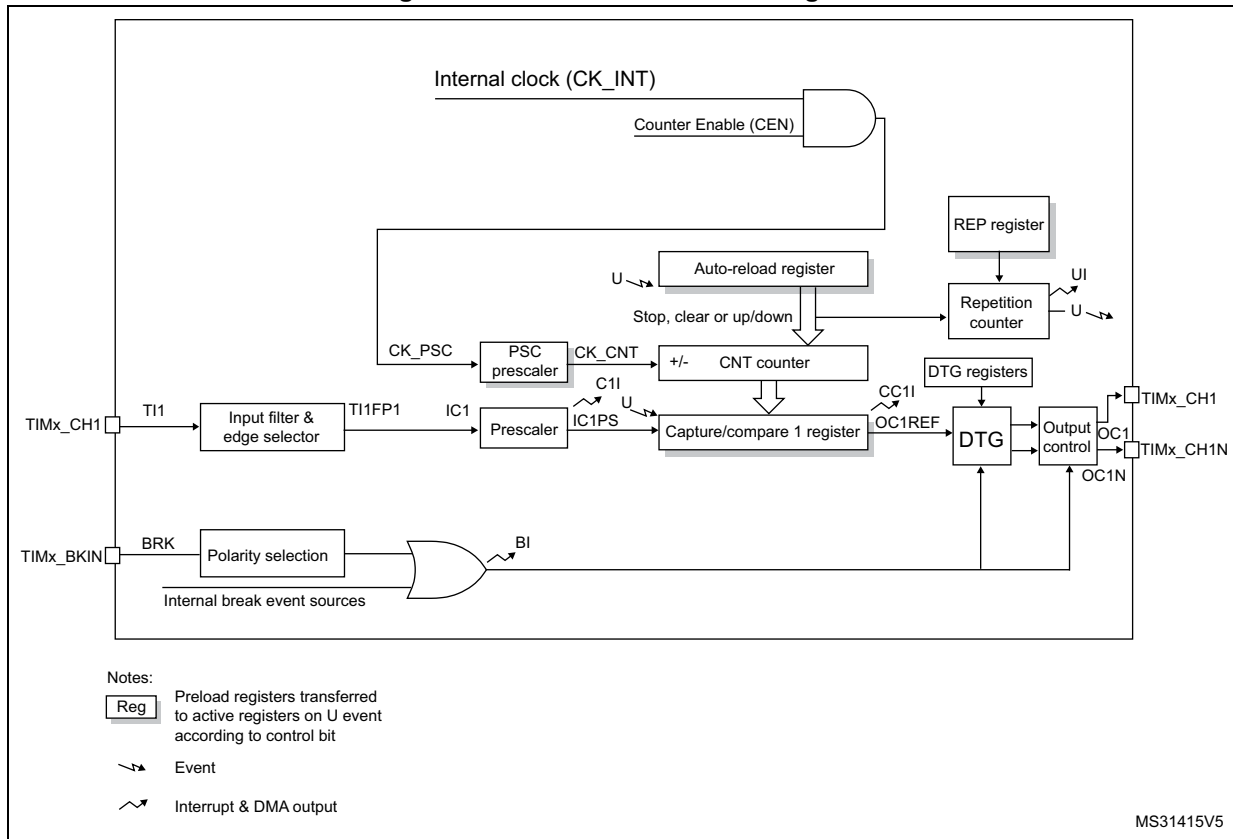 Internal clock (CK_INT)
Counter Enable (CEN)
REP register
Auto-reload register
U
UI
Repetition
counter
U
Stop, clear or up/down
CK_PSC
PSC
prescaler
CK_CNT
+/-
CNT counter
DTG registers
TIMx_CH1
TI1
Input filter &
edge selector
TI1FP1
IC1
Prescaler
C1I
IC1PS
U
Capture/compare 1 register
CC1I
OC1REF
DTG
Output
control
OC1
TIMx_CH1
TIMx_CH1N
OC1N
TIMx_BKIN
BRK
Polarity selection
BI
Internal break event sources
Notes:
Reg
Preload registers transferred
to active registers on U event
according to control bit
Event
Interrupt & DMA output
MS31415V5